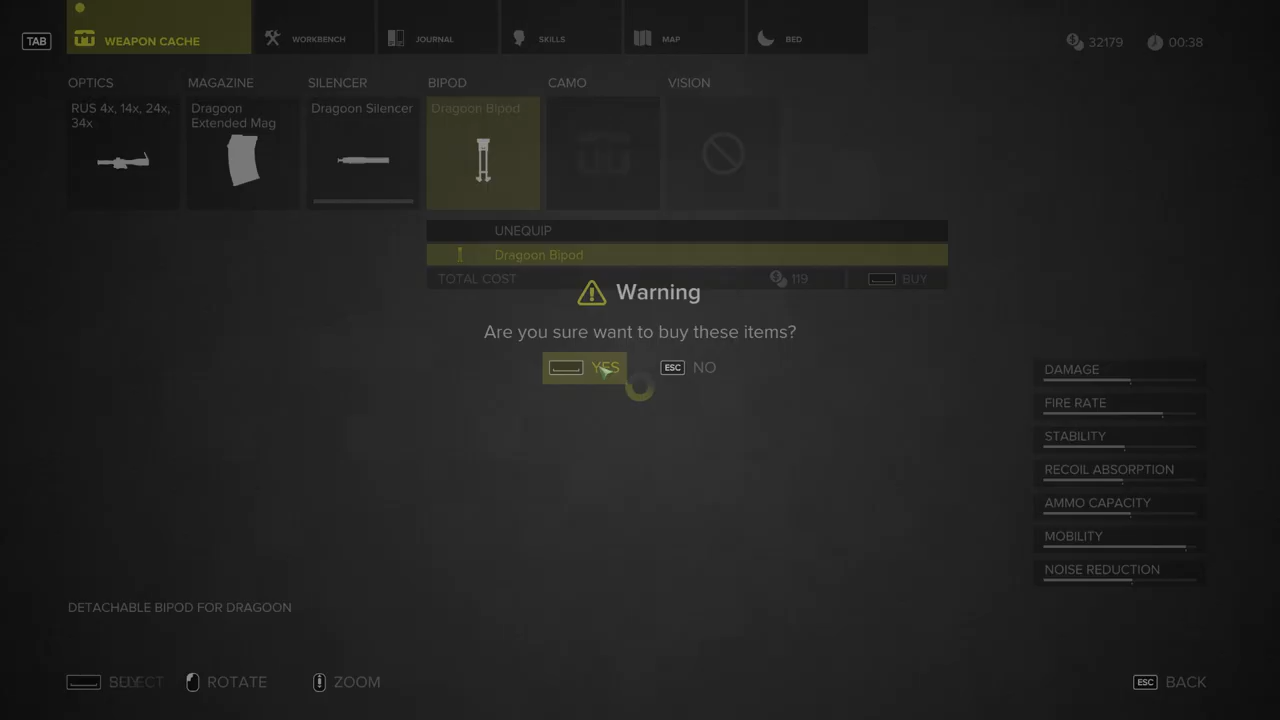 TAB
WEAPON CACHE
WORKBENCH
JOURNAL
SKILLS
MAP
BED
32179
00:38
OPTICS
MAGAZINE
SILENCER
BIPOD
CAMO
VISION
RUS 4x, 14x, 24x,
34x
Dragoon
Extended Mag
Dragoon Silencer
Dragoon Bipod
UNEQUIP
Dragoon Bipod
TOTAL COST
119
BUY
Warning
Are you sure want to buy these items?
YES
ESC NO
DAMAGE
FIRE RATE
STABILITY
RECOIL ABSORPTION
AMMO CAPACITY
MOBILITY
NOISE REDUCTION
DETACHABLE BIPOD FOR DRAGOON
ROTATE
ZOOM
ESC BACK